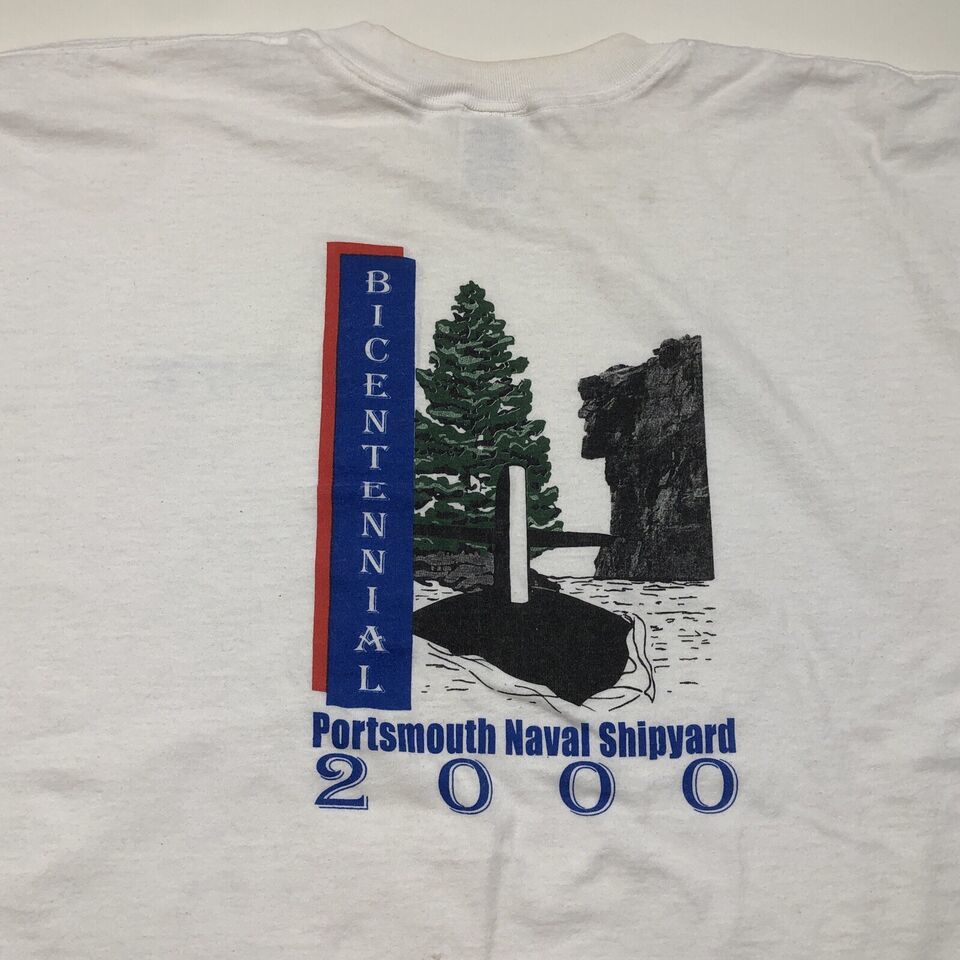 BICENTENNIAL
Portsmouth Naval Shipyard
2000